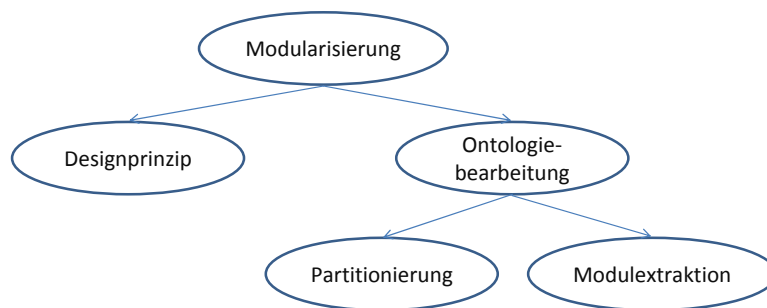 Modularisierung
Designprinzip
Ontologie-
bearbeitung
Partitionierung
Modulextraktion